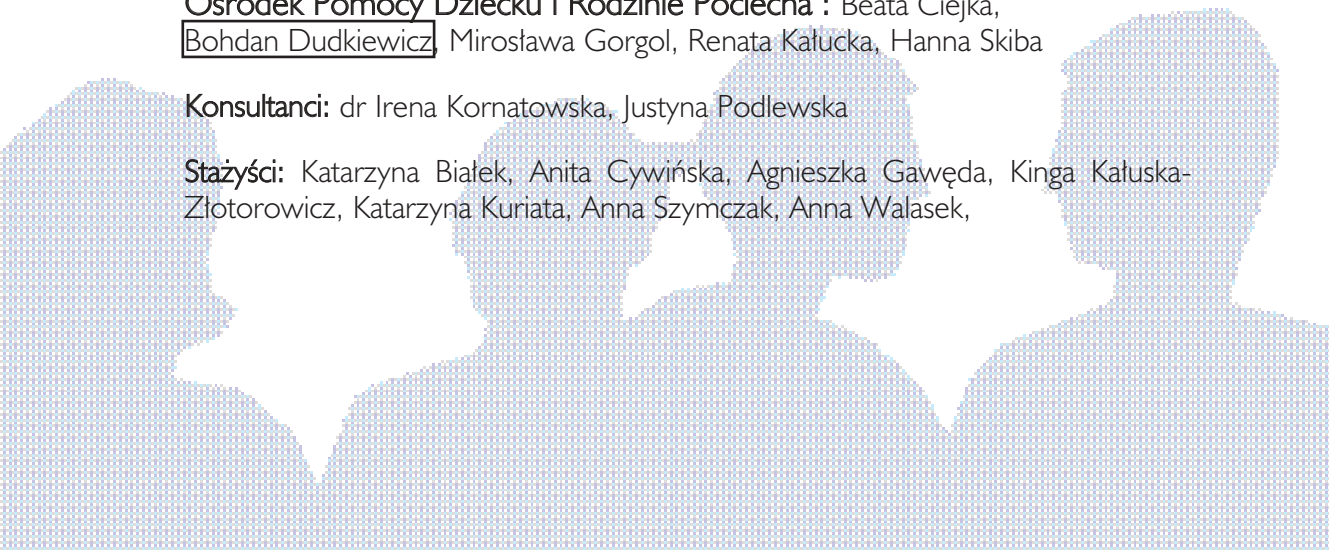 Ośrodek Pomocy Dziecku i Rodzinie Pociecha : Beata Ciejka,
Bohdan Dudkiewicz, Mirosława Gorgol, Renata Kałucka, Hanna Skiba
Konsultanci: dr Irena Kornatowska, Justyna Podlewska
Stażyści: Katarzyna Białek, Anita Cywińska, Agnieszka Gawęda, Kinga Kałuska-
Złotorowicz, Katarzyna Kuriata, Anna Szymczak, Anna Walasek,